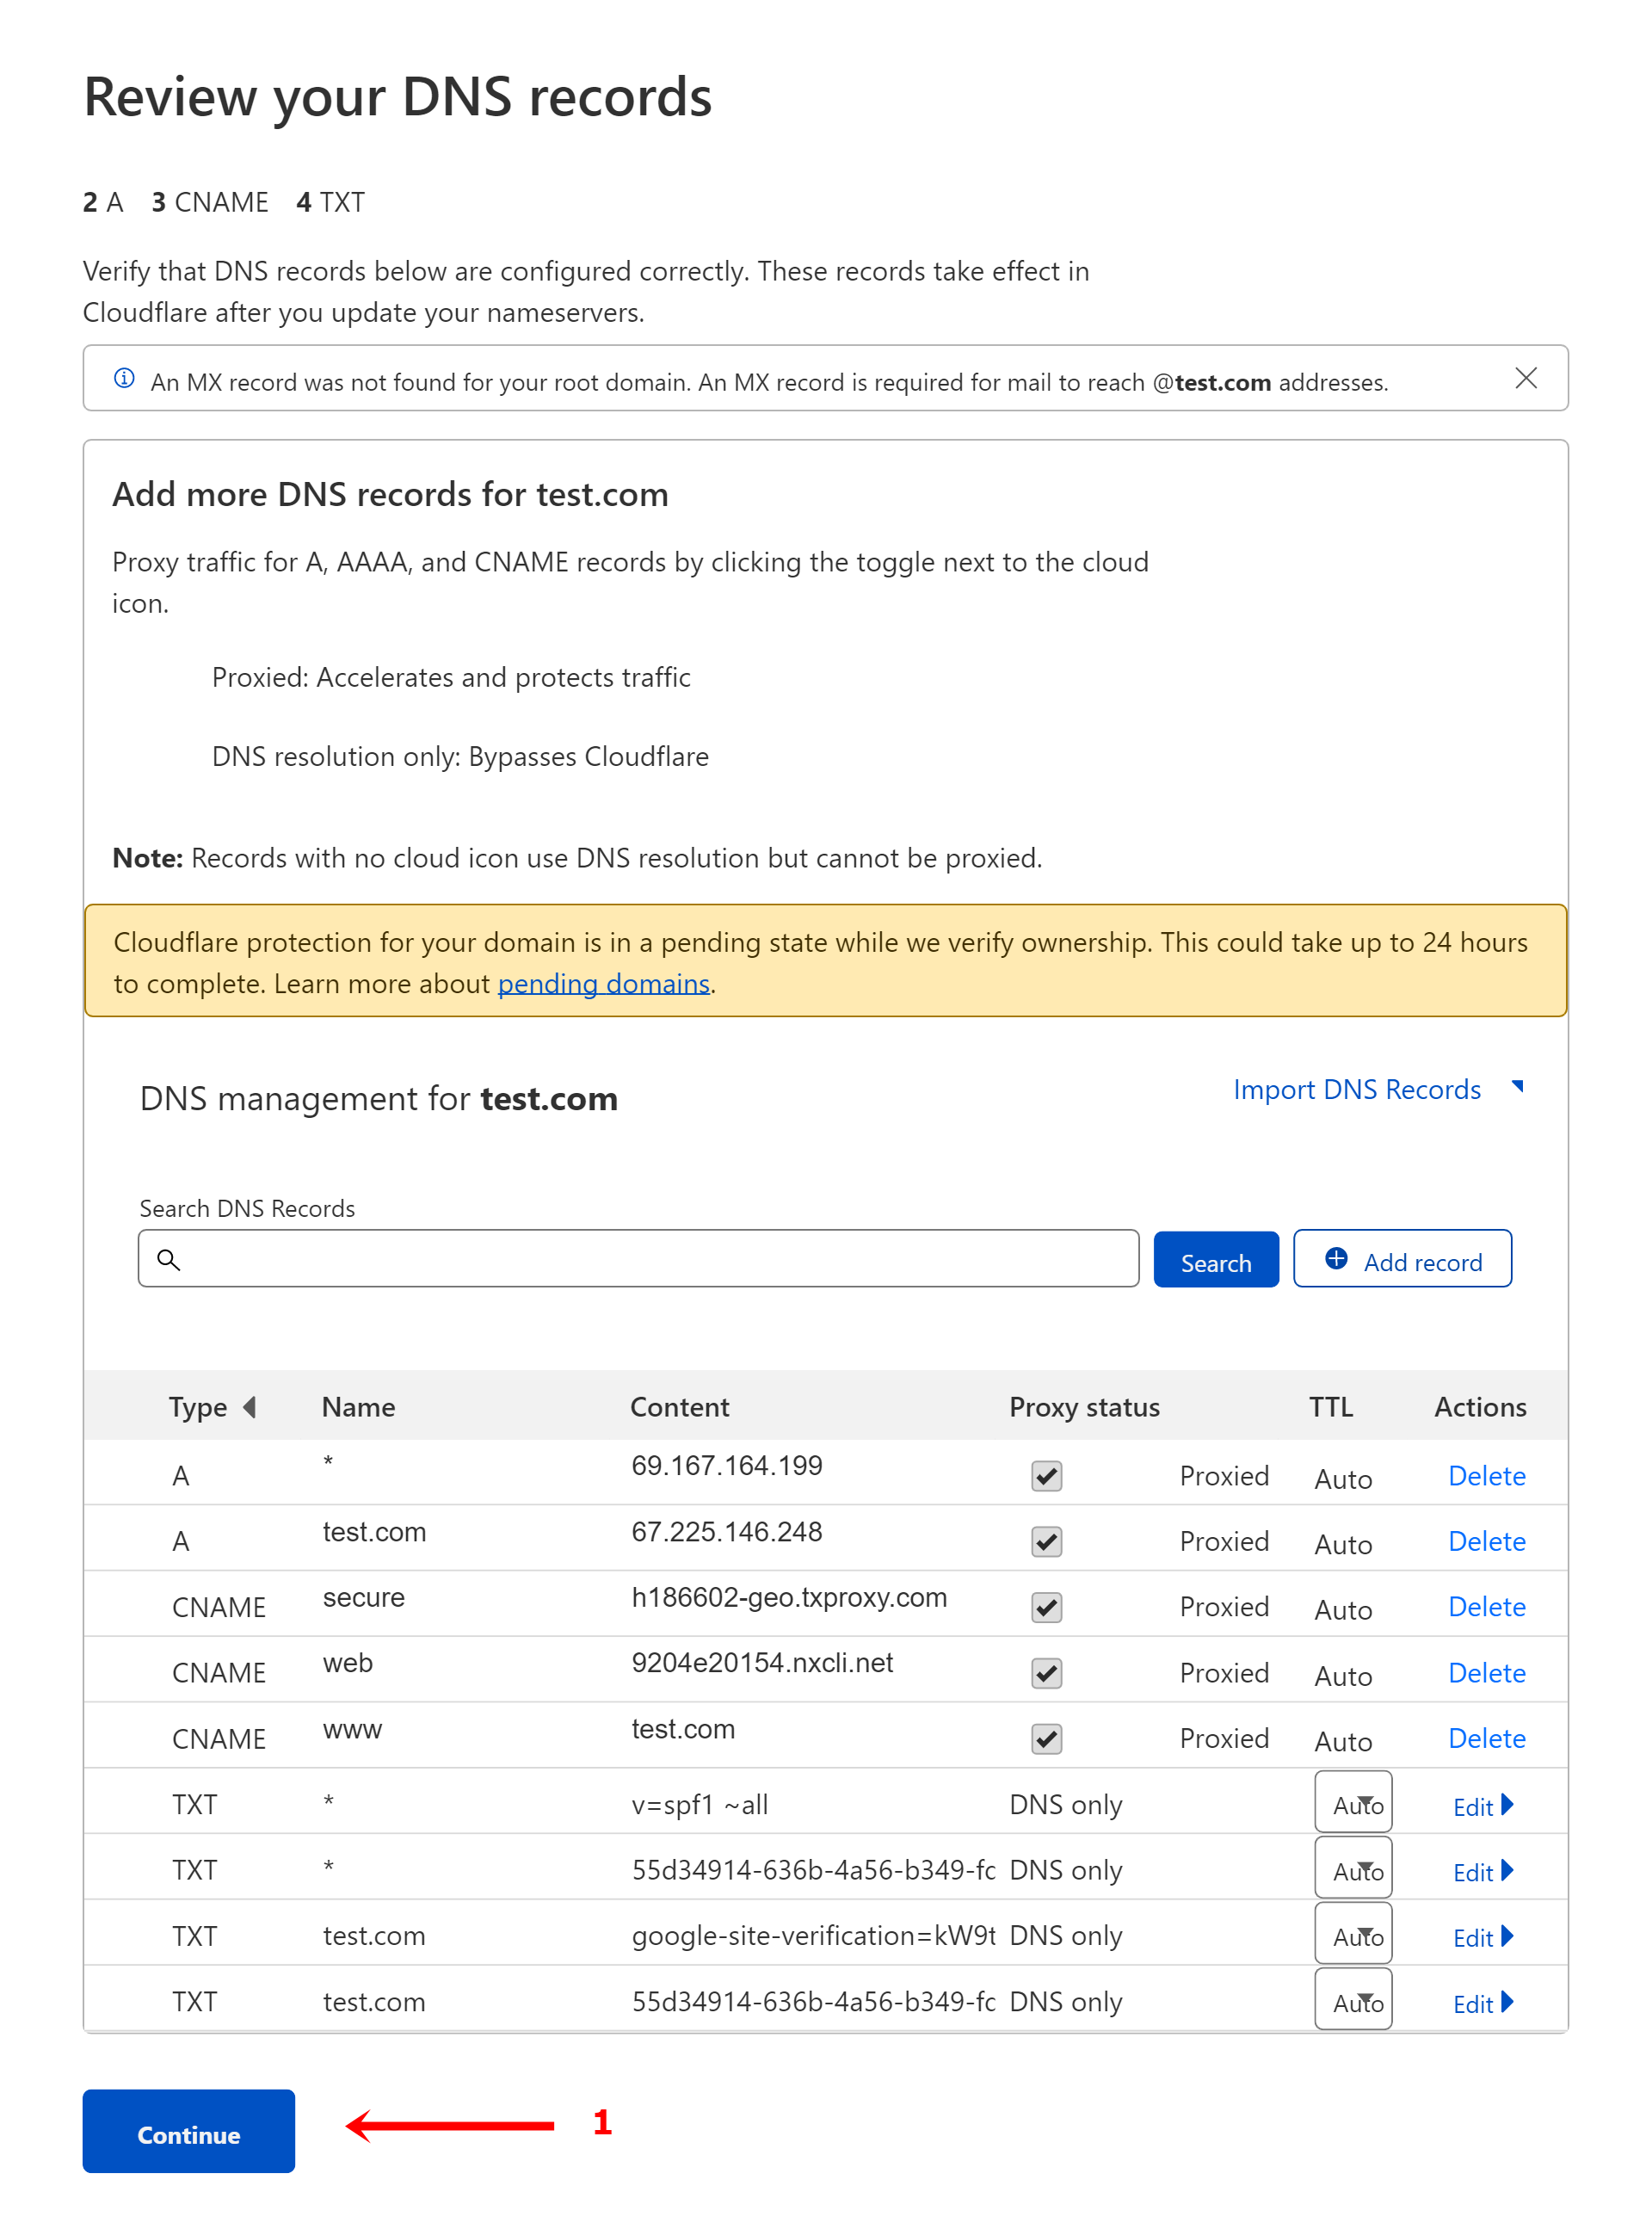 Review your DNS records
2 A 3 CNAME 4 TXT
Verify that DNS records below are configured correctly. These records take effect in
Cloudflare after you update your nameservers.
An MX record was not found for your root domain. An MX record is required for mail to reach @test.com addresses.
Add more DNS records for test.com
Proxy traffic for A, AAAA, and CNAME records by clicking the toggle next to the cloud
icon.
Proxied: Accelerates and protects traffic
DNS resolution only: Bypasses Cloudflare
Note: Records with no cloud icon use DNS resolution but cannot be proxied.
Cloudflare protection for your domain is in a pending state while we verify ownership. This could take up to 24 hours
to complete. Learn more about pending domains.
DNS management for test.com Import DNS Records
Search DNS Records
Search Add record
Type Name Content Proxy status TTL Actions
A * 69.167.164.199 Proxied Auto Delete
A test.com 67.225.146.248 Proxied Auto Delete
CNAME secure h186602-geo.txproxy.com Proxied Auto Delete
CNAME web 9204e20154.nxcli.net Proxied Auto Delete
CNAME www test.com Proxied Auto Delete
TXT * v=spf1 ~all DNS only Auto Edit
TXT * 55d34914-636b-4a56-b349-fc DNS only Auto Edit
TXT test.com google-site-verification=kW9t DNS only Auto Edit
TXT test.com 55d34914-636b-4a56-b349-fc DNS only Auto Edit
Continue 1